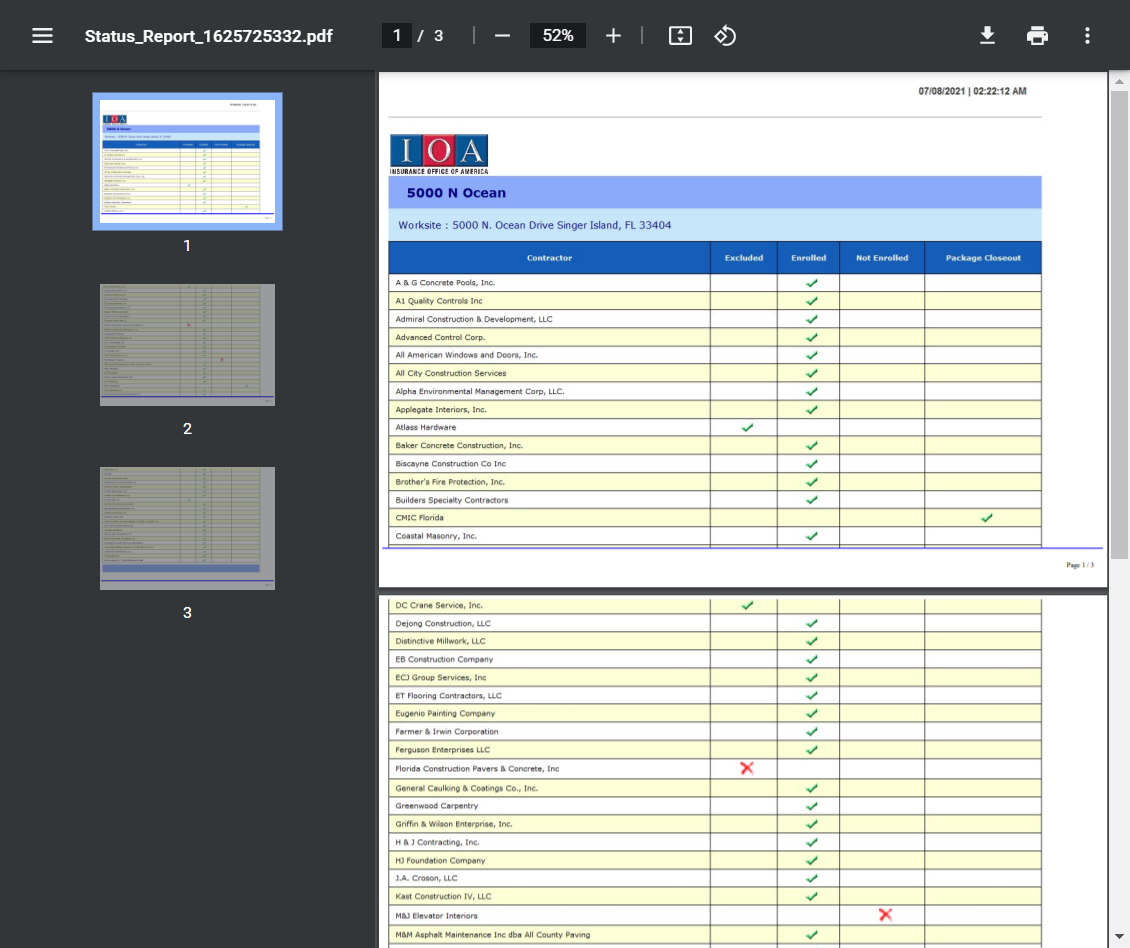 Status_Report_1625725332.pdf
1 / 3
52%
1
2
3
07/08/2021 | 02:22:12 AM
IOA
INSURANCE OFFICE OF AMERICA
5000 N Ocean
Worksite : 5000 N. Ocean Drive Singer Island, FL 33404
Contractor Excluded Enrolled Not Enrolled Package Closeout
A & G Concrete Pools, Inc.
A1 Quality Controls Inc
Admiral Construction & Development, LLC
Advanced Control Corp.
All American Windows and Doors, Inc.
All City Construction Services
Alpha Environmental Management Corp, LLC.
Applegate Interiors, Inc.
Atlass Hardware
Baker Concrete Construction, Inc.
Biscayne Construction Co Inc
Brother's Fire Protection, Inc.
Builders Specialty Contractors
CMIC Florida
Coastal Masonry, Inc.
Page 1 / 3
DC Crane Service, Inc.
Dejong Construction, LLC
Distinctive Millwork, LLC
EB Construction Company
ECJ Group Services, Inc
ET Flooring Contractors, LLC
Eugenio Painting Company
Farmer & Irwin Corporation
Ferguson Enterprises LLC
Florida Construction Pavers & Concrete, Inc
General Caulking & Coatings Co., Inc.
Greenwood Carpentry
Griffin & Wilson Enterprise, Inc.
H & J Contracting, Inc.
HJ Foundation Company
J.A. Croson, LLC
Kast Construction IV, LLC
M&J Elevator Interiors
M&M Asphalt Maintenance Inc dba All County Paving